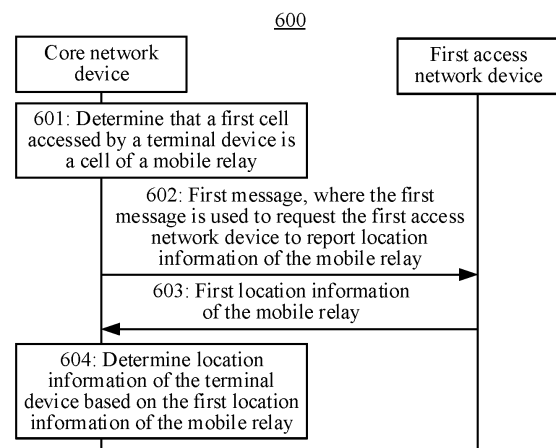 600
Core network
device
First access
network device
601: Determine that a first cell
accessed by a terminal device is
a cell of a mobile relay
602: First message, where the first
message is used to request the first access
network device to report location
information of the mobile relay
603: First location information
of the mobile relay
604: Determine location
information of the terminal
device based on the first location
information of the mobile relay